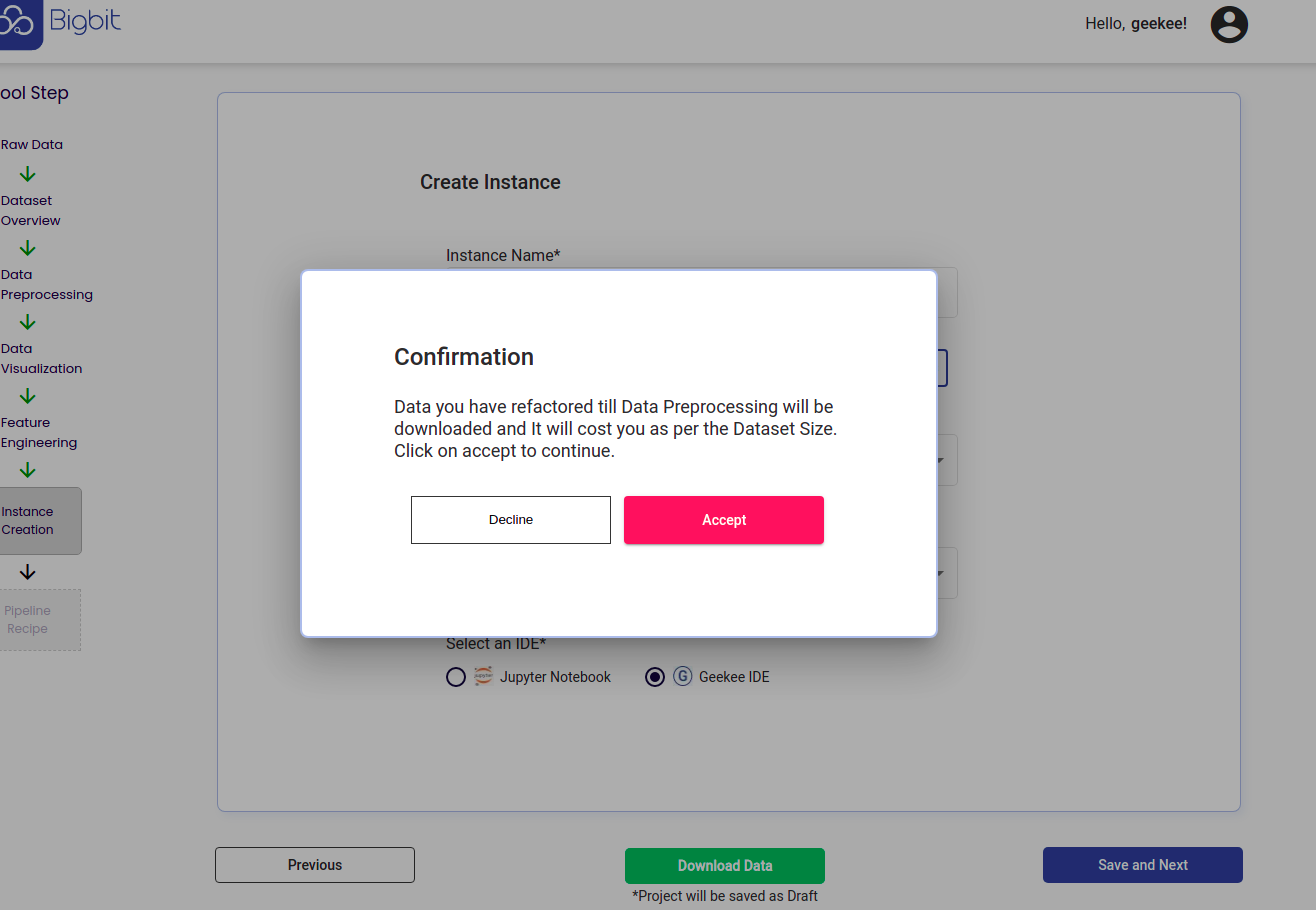 Bigbit
Hello, geekee!
ool Step
Raw Data
Dataset
Overview
Data
Preprocessing
Data
Visualization
Feature
Engineering
Instance
Creation
Pipeline
Recipe
Create Instance
Instance Name*
Confirmation
Data you have refactored till Data Preprocessing will be
downloaded and It will cost you as per the Dataset Size.
Click on accept to continue.
Decline
Accept
Select an IDE*
jupyter
Jupyter Notebook
G
Geekee IDE
Previous
Download Data
Save and Next
*Project will be saved as Draft